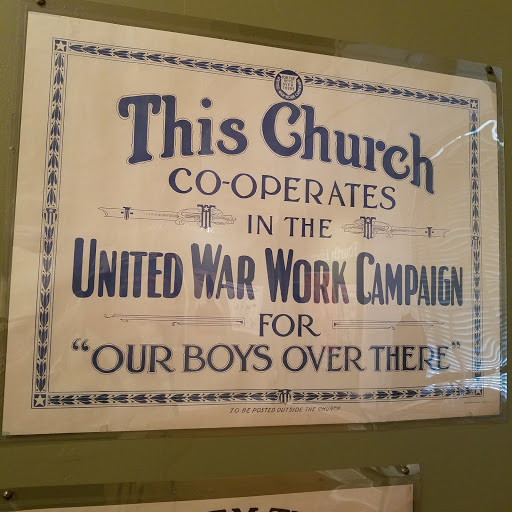 This Church
CO-OPERATES
IN THE
UNITED WAR WORK CAMPAIGN
FOR
"OUR BOYS OVER THERE"
TO BE POSTED OUTSIDE THE CHURCH